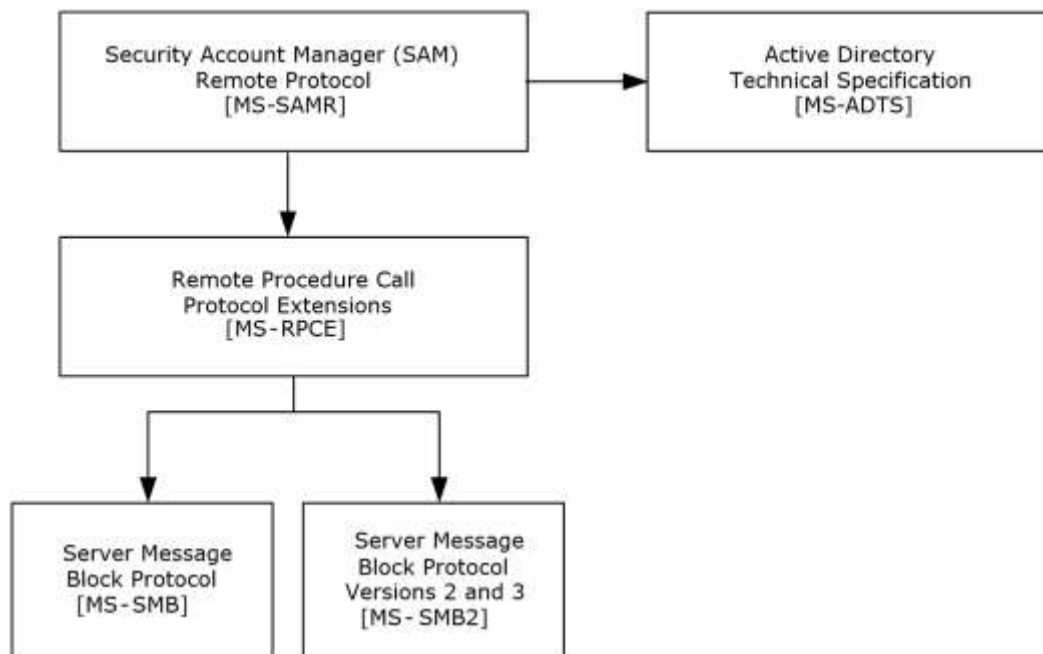 Security Account Manager (SAM)
Remote Protocol
[MS-SAMR]
Active Directory
Technical Specification
[MS-ADTS]
Remote Procedure Call
Protocol Extensions
[MS-RPCE]
Server Message
Block Protocol
[MS-SMB]
Server Message
Block Protocol
Versions 2 and 3
[MS- SMB2]